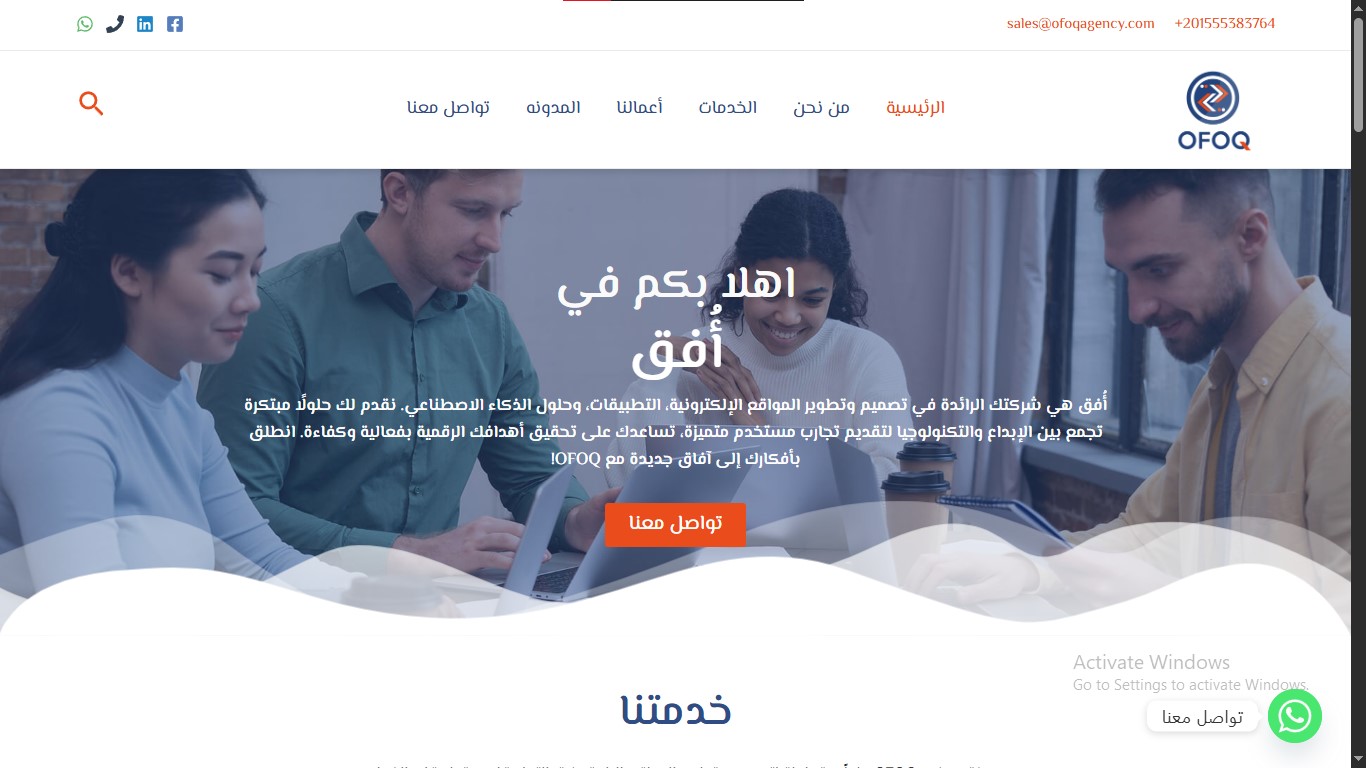 sales@ofoqagency.com
+201555383764
OFOQ
الرئيسية
من نحن
الخدمات
أعمالنا
المدونه
تواصل معنا
اهلا بكم في
أُفق
أُفق هي شركتك الرائدة في تصميم وتطوير المواقع الإلكترونية، التطبيقات، وحلول الذكاء الاصطناعي. نقدم لك حلولًا مبتكرة
تجمع بين الإبداع والتكنولوجيا لتقديم تجارب مستخدم متميزة، تساعدك على تحقيق أهدافك الرقمية بفعالية وكفاءة. انطلق
بأفكارك إلى آفاق جديدة مع OFOQ!
تواصل معنا
خدمتنا
Activate Windows
Go to Settings to activate Windows.
تواصل معنا